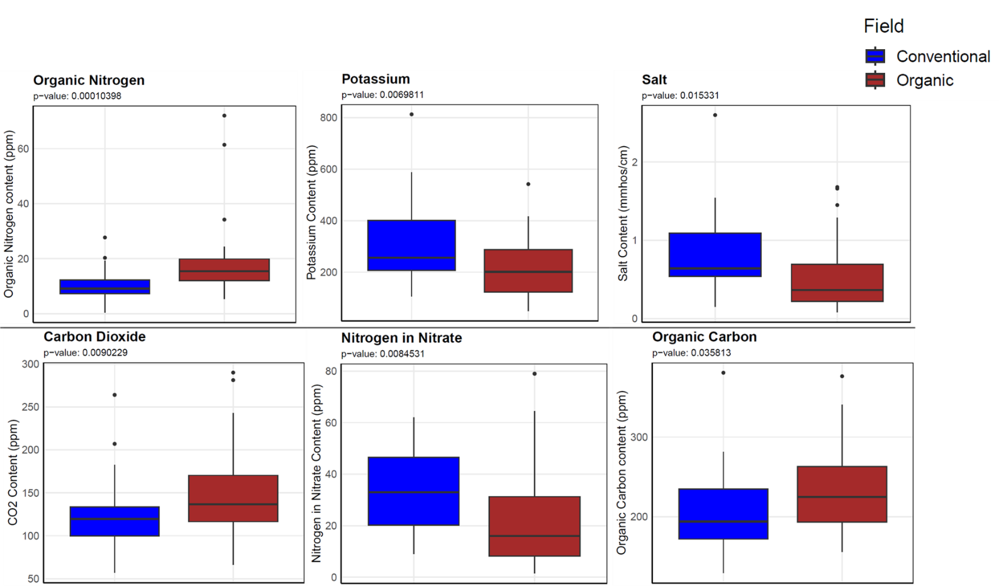 Field
Conventional
Organic
Organic Nitrogen
p−value: 0.00010398
Organic Nitrogen content (ppm)
60
40
20
0
Potassium
p−value: 0.0069811
Potassium Content (ppm)
800
600
400
200
Salt
p−value: 0.015331
Salt Content (mmhos/cm)
2
1
0
Carbon Dioxide
p−value: 0.0090229
CO2 Content (ppm)
300
250
200
150
100
50
Nitrogen in Nitrate
p−value: 0.0084531
Nitrogen in Nitrate Content (ppm)
80
60
40
20
0
Organic Carbon
p−value: 0.035813
Organic Carbon content (ppm)
300
200